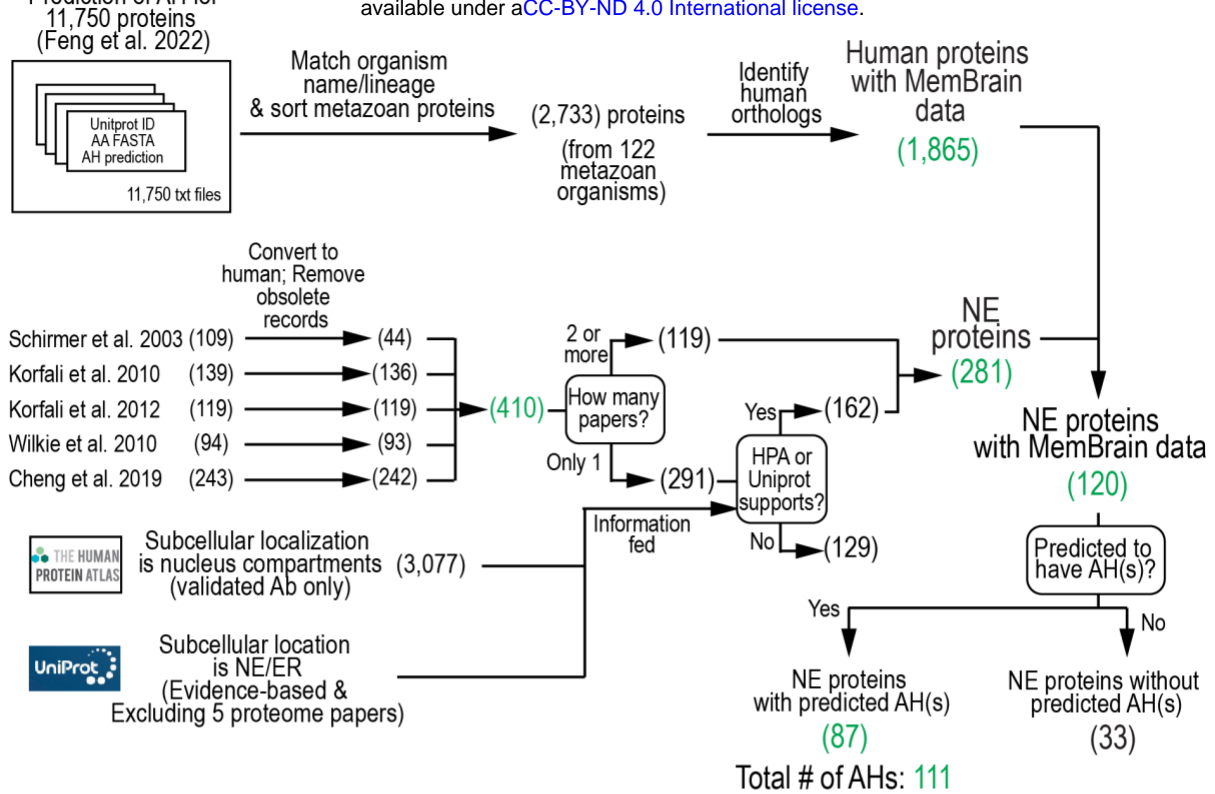 Prediction of AH for
11,750 proteins
(Feng et al. 2022)
available under aCC-BY-ND 4.0 International license.
Unitprot ID
AA FASTA
AH prediction
11,750 txt files
Match organism
name/lineage
& sort metazoan proteins
(2,733) proteins
(from 122
metazoan
organisms)
Identify
human
orthologs
Human proteins
with MemBrain
data
(1,865)
Convert to
human; Remove
obsolete
records
Schirmer et al. 2003 (109)
(44)
Korfali et al. 2010 (139)
(136)
Korfali et al. 2012 (119)
(119)
Wilkie et al. 2010 (94)
(93)
Cheng et al. 2019 (243)
(242)
(410)
How many
papers?
2 or
more
(119)
Only 1
(291)
HPA or
Uniprot
supports?
Yes
(162)
No
(129)
NE
proteins
(281)
NE proteins
with MemBrain data
(120)
THE HUMAN
PROTEIN ATLAS
Subcellular localization
is nucleus compartments
(validated Ab only)
(3,077)
Information
fed
UniProt
Subcellular location
is NE/ER
(Evidence-based &
Excluding 5 proteome papers)
Predicted to
have AH(s)?
Yes
No
NE proteins
with predicted AH(s)
(87)
Total # of AHs: 111
NE proteins without
predicted AH(s)
(33)